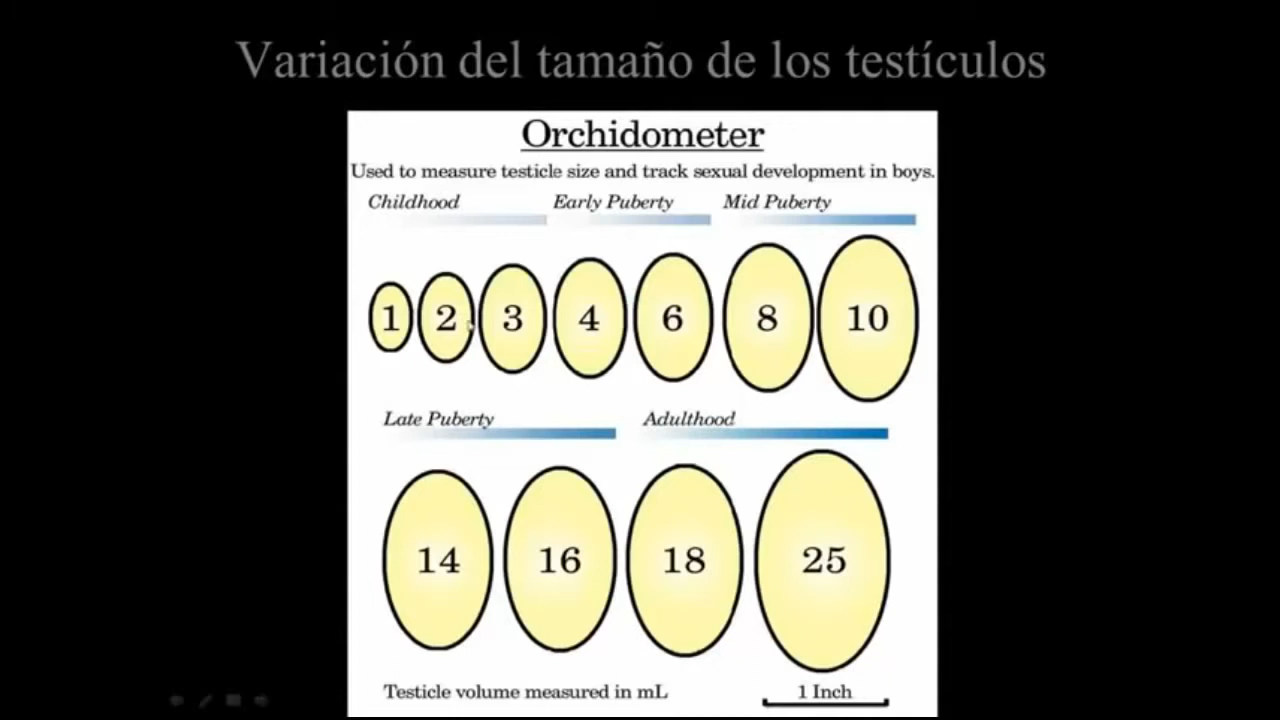 Variación del tamaño de los testículos
Orchidometer
Used to measure testicle size and track sexual development in boys.
Childhood Early Puberty Mid Puberty
1 2 3 4 6 8 10
Late Puberty Adulthood
14 16 18 25
Testicle volume measured in mL 1 Inch